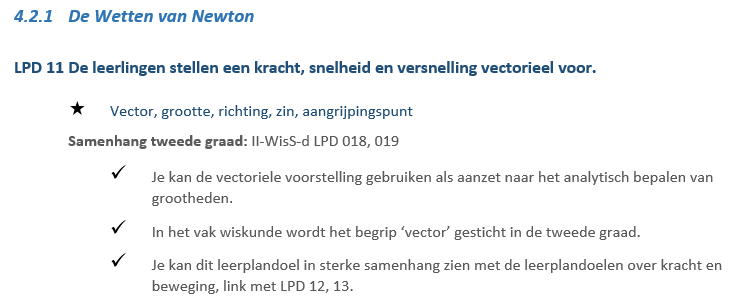 4.2.1 De Wetten van Newton
LPD 11 De leerlingen stellen een kracht, snelheid en versnelling vectorieel voor.
★ Vector, grootte, richting, zin, aangrijpingspunt
Samenhang tweede graad: II-WisS-d LPD 018, 019
✓ Je kan de vectoriele voorstelling gebruiken als aanzet naar het analytisch bepalen van
grootheden.
✓ In het vak wiskunde wordt het begrip ‘vector’ gesticht in de tweede graad.
✓ Je kan dit leerplandoel in sterke samenhang zien met de leerplandoelen over kracht en
beweging, link met LPD 12, 13.